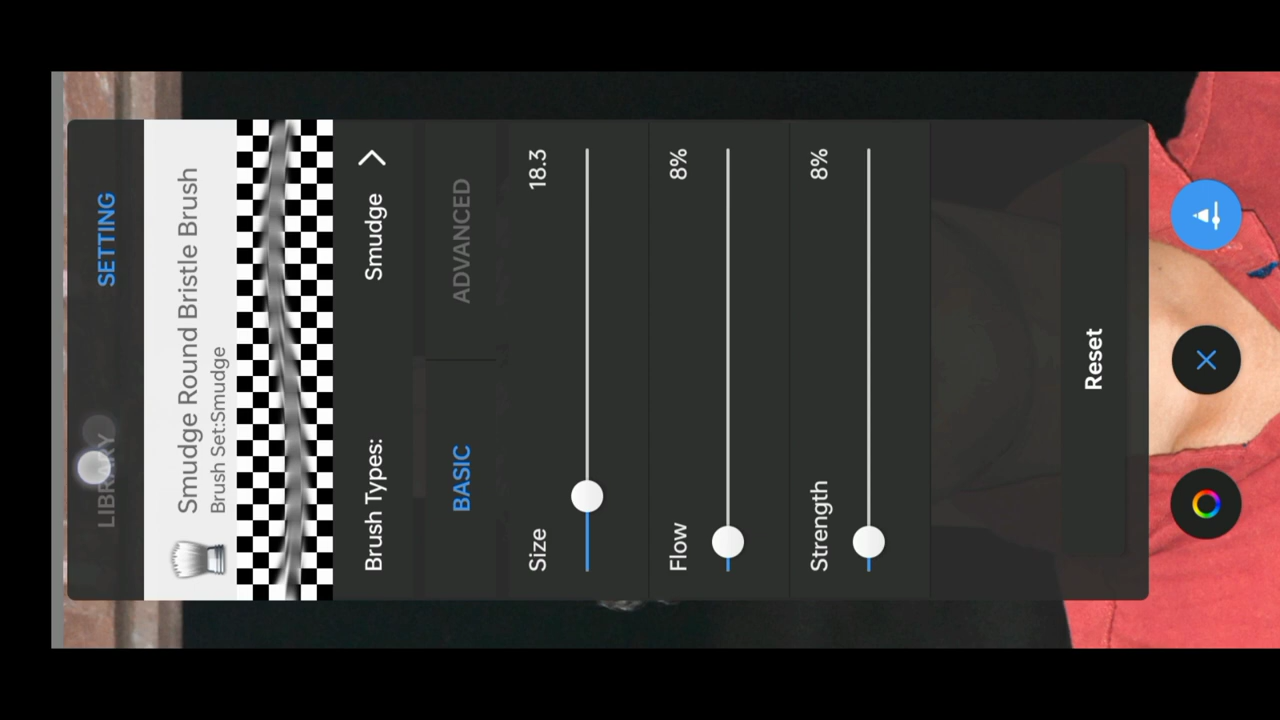 LIBRARY SETTING
Smudge Round Bristle Brush
Brush Set:Smudge
Brush Types: Smudge
BASIC ADVANCED
Size 18.3
Flow 8%
Strength 8%
Reset